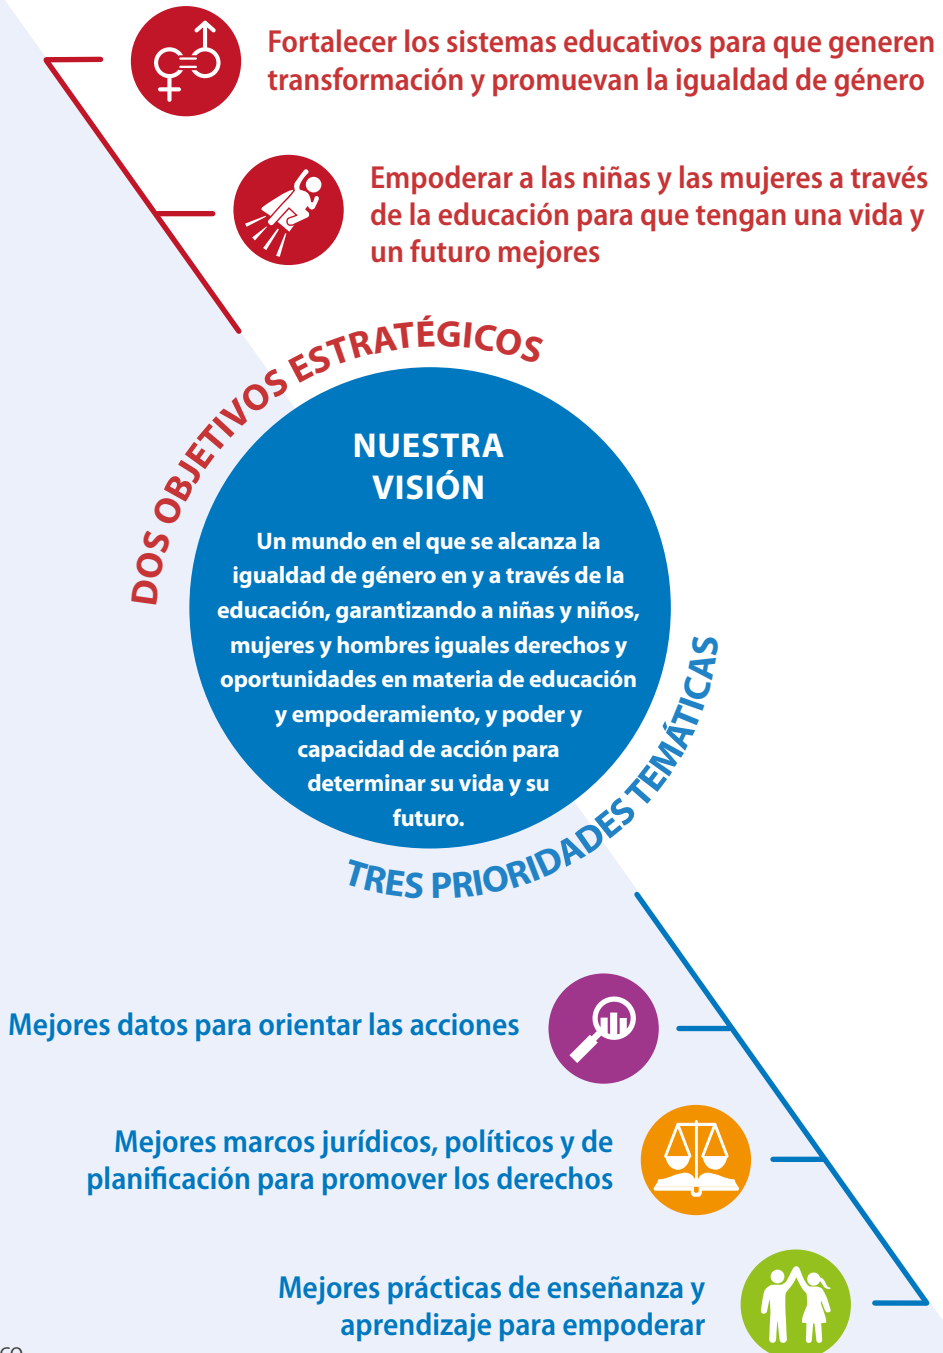 Fortalecer los sistemas educativos para que generen
transformación y promuevan la igualdad de género
Empoderar a las niñas y las mujeres a través
de la educación para que tengan una vida y
un futuro mejores
DOS OBJETIVOS ESTRATÉGICOS
NUESTRA
VISIÓN
Un mundo en el que se alcanza la
igualdad de género en y a través de la
educación, garantizando a niñas y niños,
mujeres y hombres iguales derechos y
oportunidades en materia de educación
y empoderamiento, y poder y
capacidad de acción para
determinar su vida y su
futuro.
TRES PRIORIDADES TEMÁTICAS
Mejores datos para orientar las acciones
Mejores marcos jurídicos, políticos y de
planificación para promover los derechos
Mejores prácticas de enseñanza y
aprendizaje para empoderar